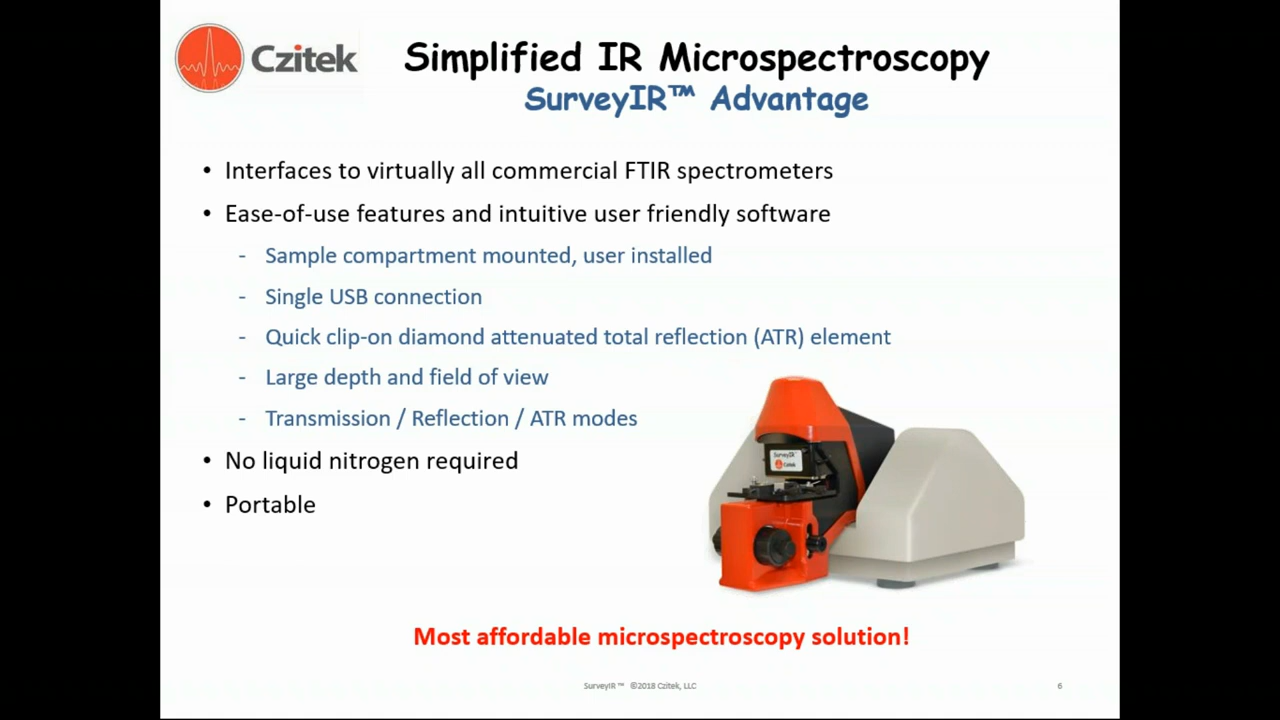 Czitek
Simplified IR Microspectroscopy
SurveyIR™ Advantage
• Interfaces to virtually all commercial FTIR spectrometers
• Ease-of-use features and intuitive user friendly software
- Sample compartment mounted, user installed
- Single USB connection
- Quick clip-on diamond attenuated total reflection (ATR) element
- Large depth and field of view
- Transmission / Reflection / ATR modes
• No liquid nitrogen required
• Portable
SurveyIR
Czitek
Most affordable microspectroscopy solution!
SurveyIR™ ©2018 Czitek, LLC
6